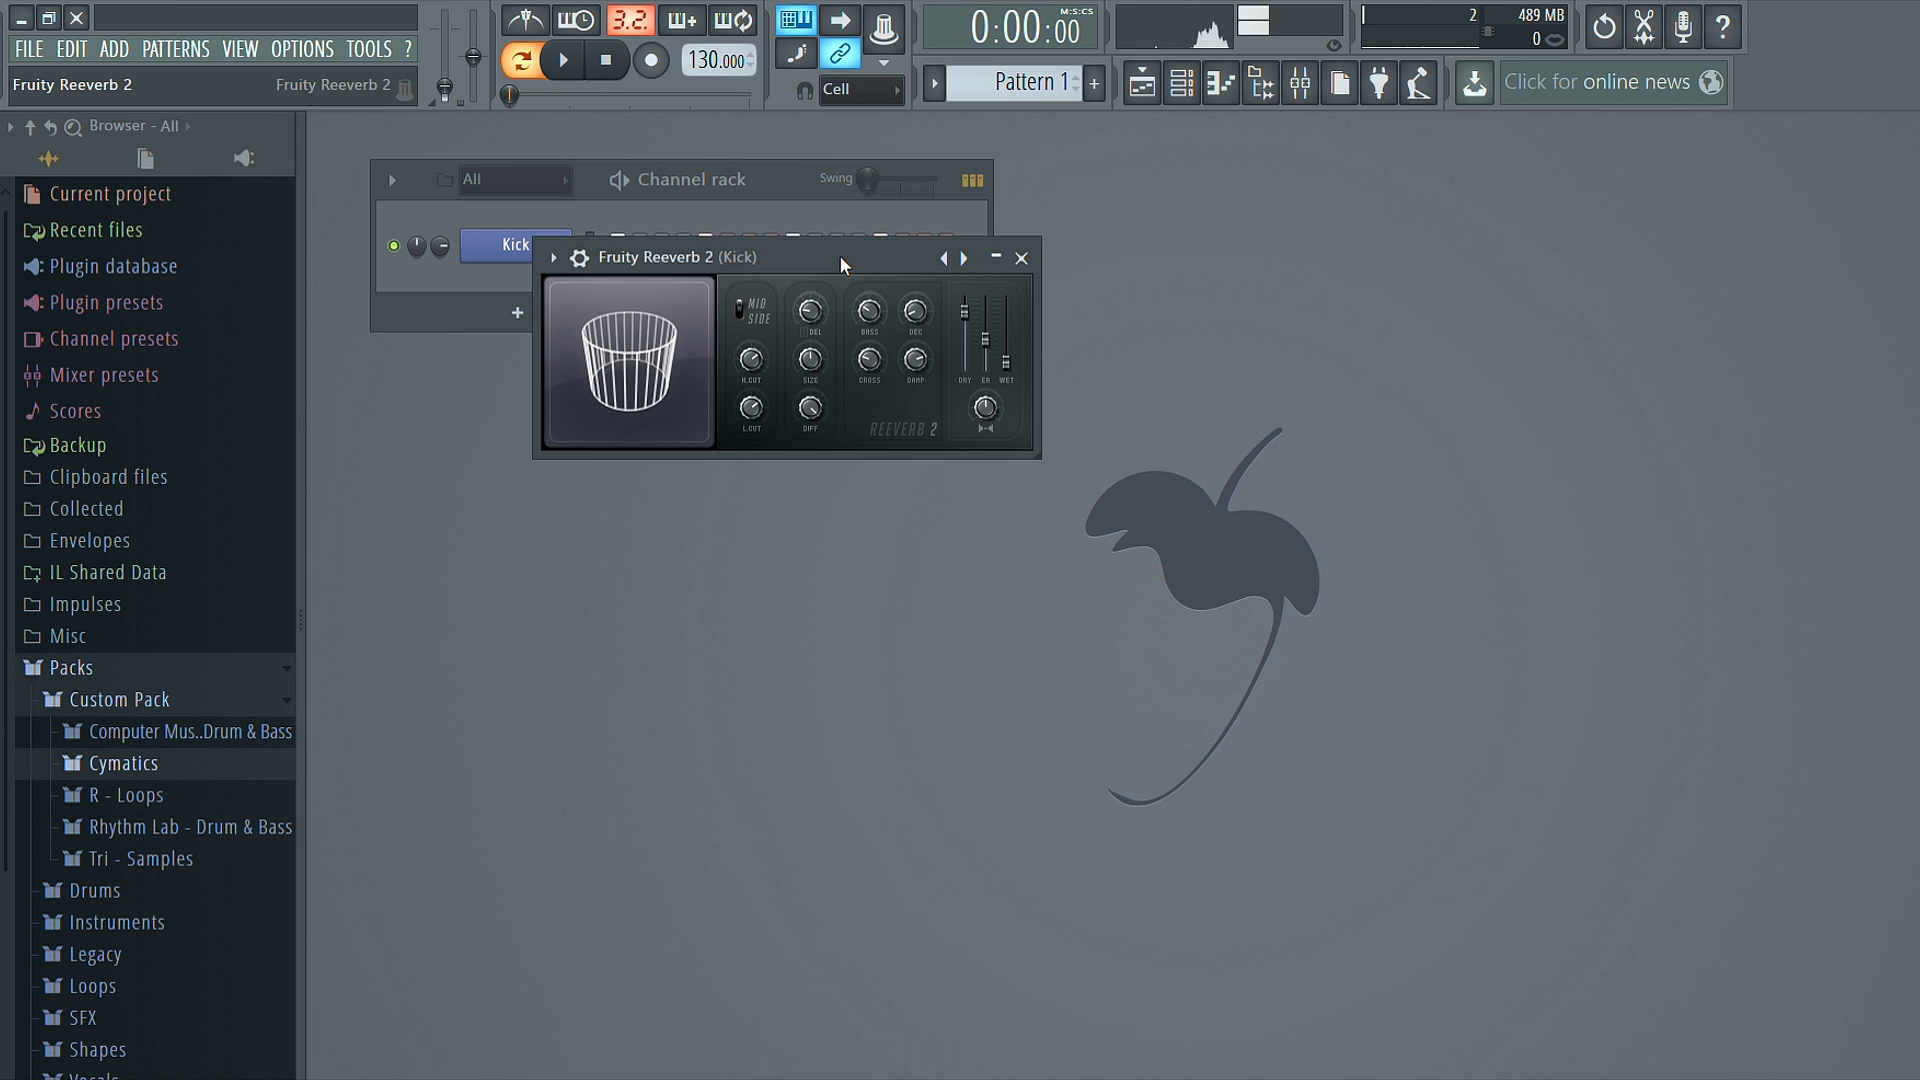 FILE EDIT ADD PATTERNS VIEW OPTIONS TOOLS ?
Fruity Reeverb 2 Fruity Reeverb 2
3.2.
130.000
Cell
0:00:00 M:S:CS
Pattern 1 +
2 489 MB
0
?
Click for online news
Browser - All
Current project
Recent files
Plugin database
Plugin presets
Channel presets
Mixer presets
Scores
Backup
Clipboard files
Collected
Envelopes
IL Shared Data
Impulses
Misc
Packs
Custom Pack
Computer Mus..Drum & Bass
Cymatics
R - Loops
Rhythm Lab - Drum & Bass
Tri - Samples
Drums
Instruments
Legacy
Loops
SFX
Shapes
Vocals
All Channel rack Swing
Kick
+
Fruity Reeverb 2 (Kick)
MID
SIDE
DEL BASS DEC
H.CUT SIZE CROSS DAMP DRY ER WET
L.CUT DIFF REEVERB 2